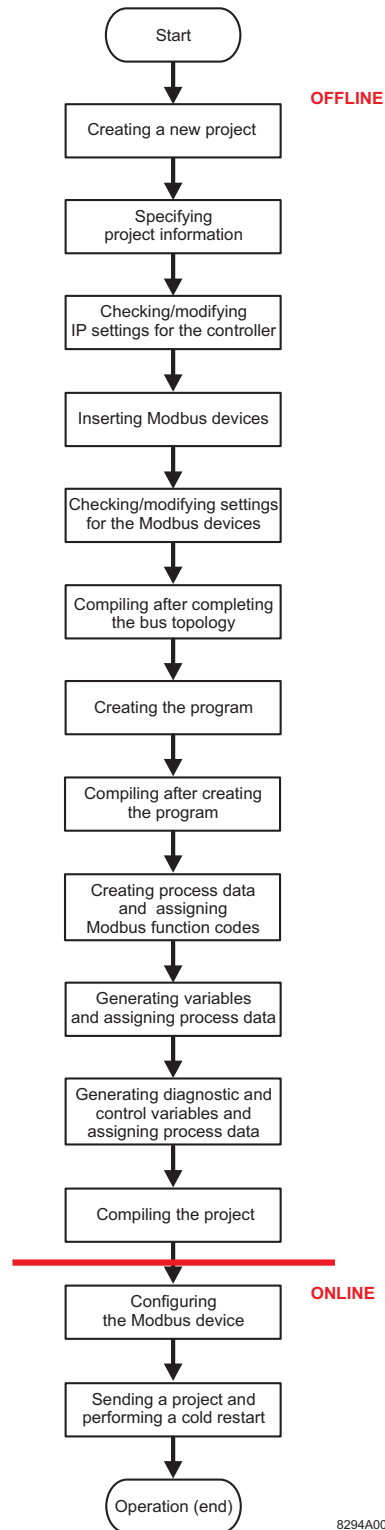 Start
OFFLINE
Creating a new project
Specifying
project information
Checking/modifying
IP settings for the controller
Inserting Modbus devices
Checking/modifying settings
for the Modbus devices
Compiling after completing
the bus topology
Creating the program
Compiling after creating
the program
Creating process data
and assigning
Modbus function codes
Generating variables
and assigning process data
Generating diagnostic and
control variables and
assigning process data
Compiling the project
ONLINE
Configuring
the Modbus device
Sending a project and
performing a cold restart
Operation (end)
8294A00